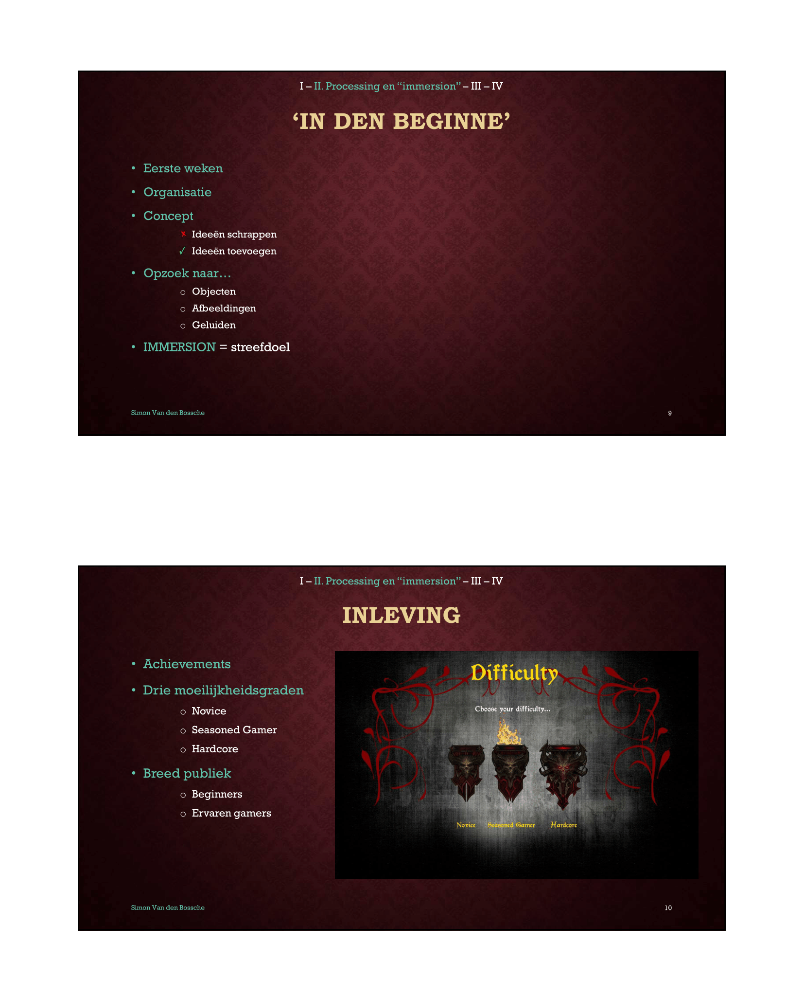 I – II. Processing en “immersion” – III – IV
‘IN DEN BEGINNE’
• Eerste weken
• Organisatie
• Concept
✗ Ideeën schrappen
✓ Ideeën toevoegen
• Opzoek naar…
o Objecten
o Afbeeldingen
o Geluiden
• IMMERSION = streefdoel
Simon Van den Bossche
9
I – II. Processing en “immersion” – III – IV
INLEVING
• Achievements
• Drie moeilijkheidsgraden
o Novice
o Seasoned Gamer
o Hardcore
• Breed publiek
o Beginners
o Ervaren gamers
Difficulty
Choose your difficulty...
Novice Seasoned Gamer Hardcore
Simon Van den Bossche
10